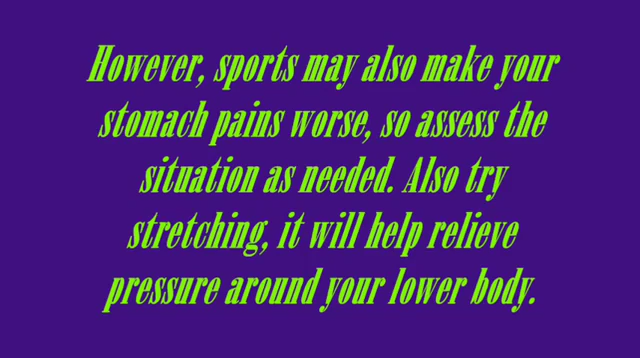 However, sports may also make your
stomach pains worse, so assess the
situation as needed. Also try
stretching, it will help relieve
pressure around your lower body.